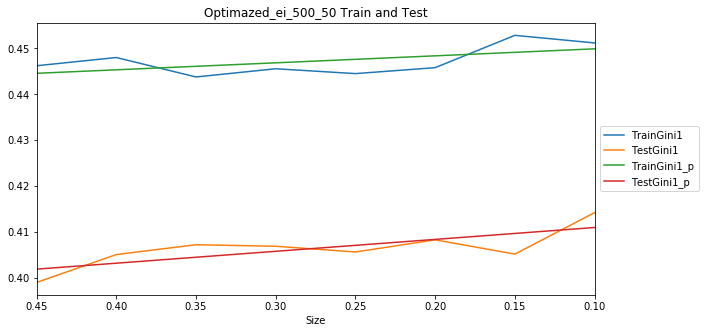 Optimazed_ei_500_50 Train and Test
0.45
0.44
0.43
0.42
0.41
0.40
0.45 0.40 0.35 0.30 0.25 0.20 0.15 0.10
Size
TrainGini1
TestGini1
TrainGini1_p
TestGini1_p